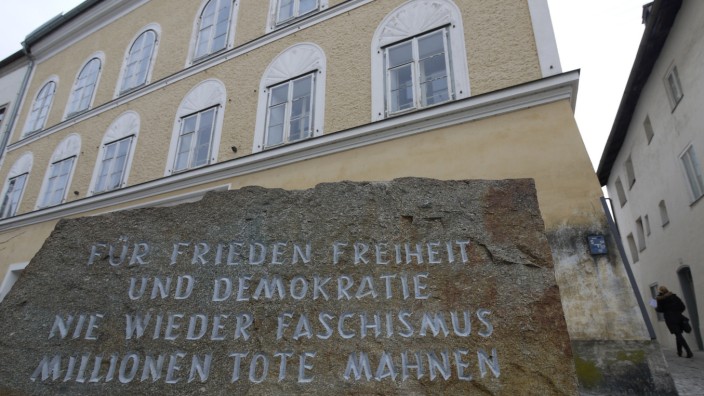 FÜR FRIEDEN FREIHEIT
UND DEMOKRATIE
NIE WIEDER FASCHISMUS
MILLIONEN TOTE MAHNEN